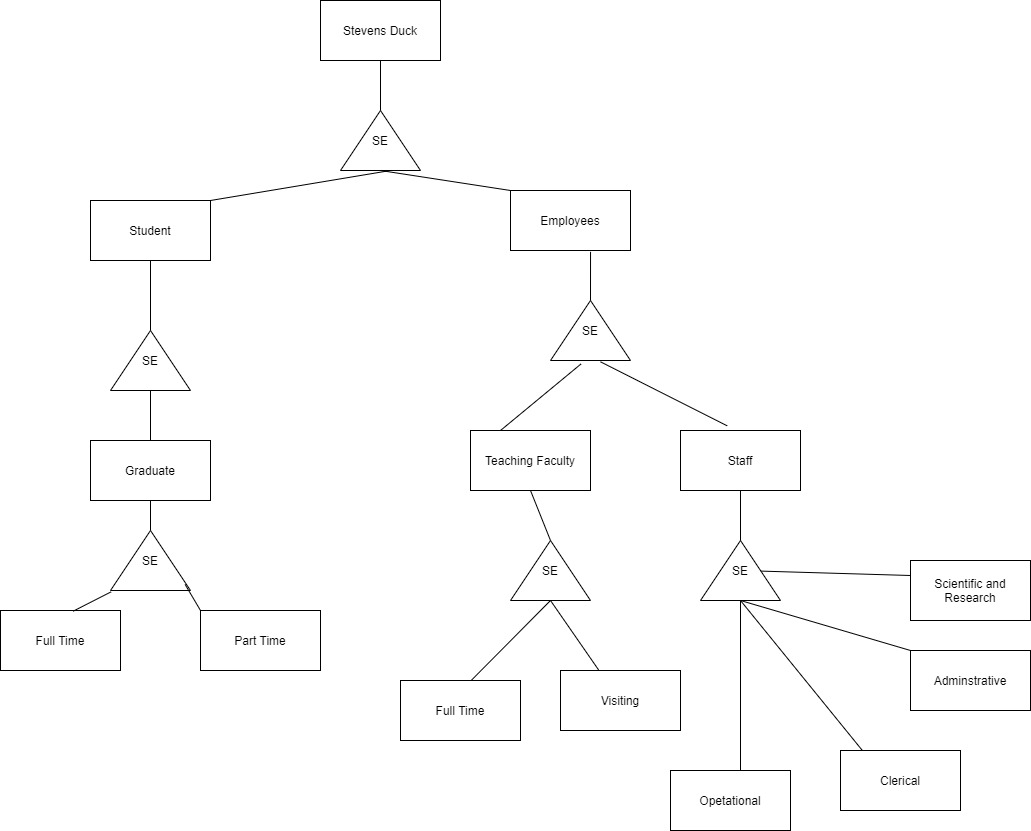 Stevens Duck
SE
Student
Employees
SE
SE
Graduate
Teaching Faculty
Staff
SE
SE
SE
Scientific and
Research
Full Time
Part Time
Adminstrative
Full Time
Visiting
Clerical
Opetational